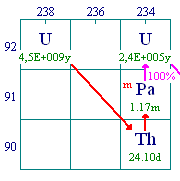 238 236 234
92 U U
4,5E+009y 2,4E+005y
100%
91 m Pa
1.17m
90 Th
24.10d